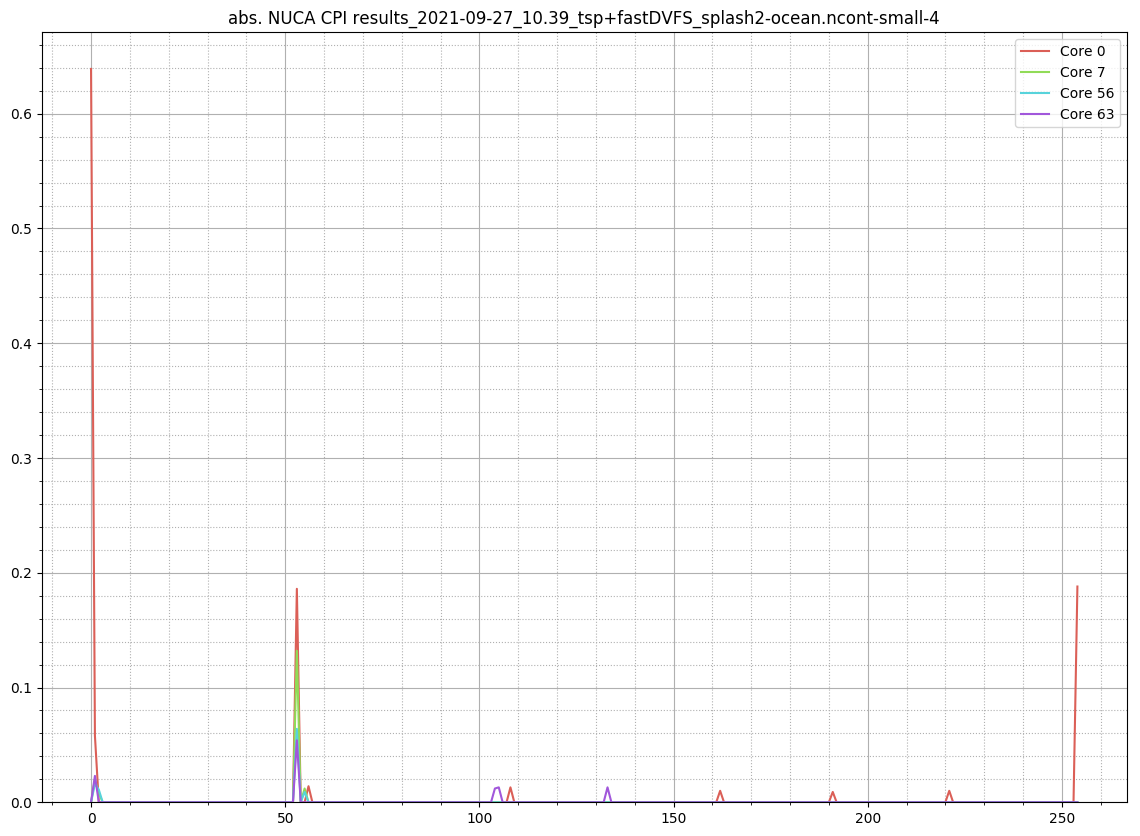 abs. NUCA CPI results_2021-09-27_10.39_tsp+fastDVFS_splash2-ocean.ncont-small-4
Core 0
Core 7
Core 56
Core 63
0.6
0.5
0.4
0.3
0.2
0.1
0.0
0 50 100 150 200 250